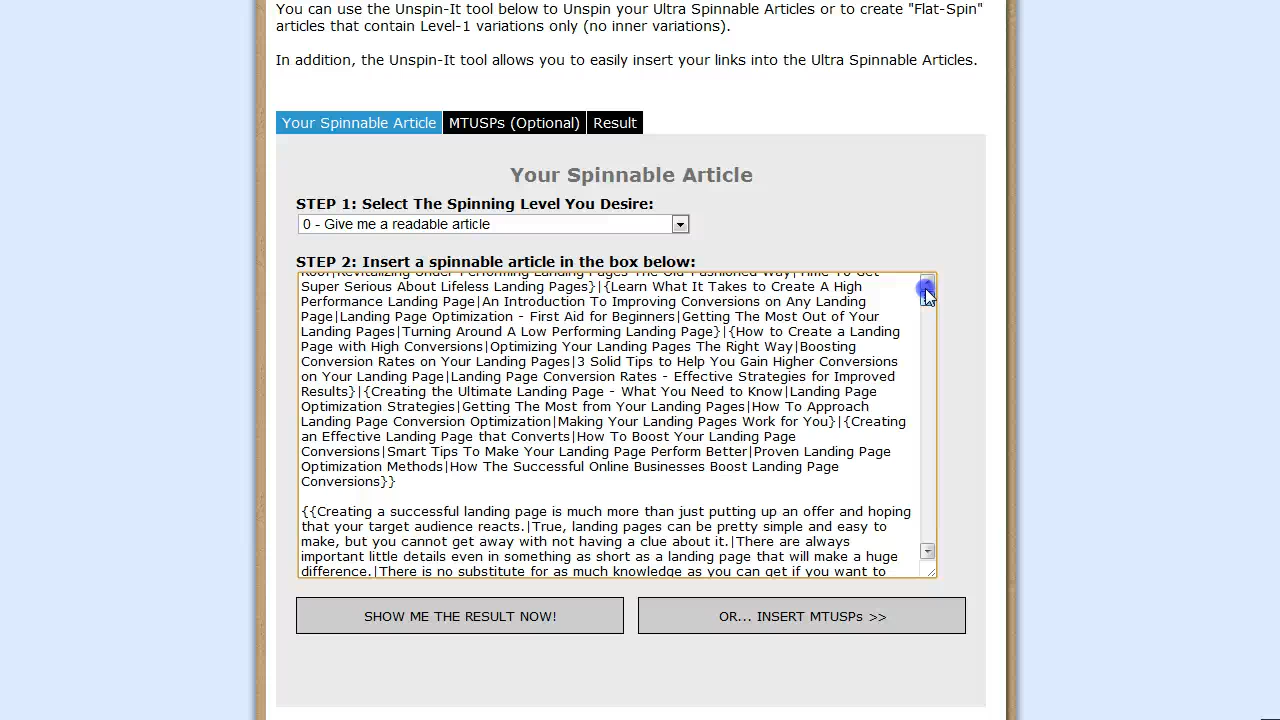 You can use the Unspin-It tool below to Unspin your Ultra Spinnable Articles or to create "Flat-Spin"
articles that contain Level-1 variations only (no inner variations).
In addition, the Unspin-It tool allows you to easily insert your links into the Ultra Spinnable Articles.
Your Spinnable Article MTUSPs (Optional) Result
Your Spinnable Article
STEP 1: Select The Spinning Level You Desire:
0 - Give me a readable article
STEP 2: Insert a spinnable article in the box below:
Roof|Revitalizing Under-Performing Landing Pages The Old-Fashioned Way|Time To Get
Super Serious About Lifeless Landing Pages}|{Learn What It Takes to Create A High
Performance Landing Page|An Introduction To Improving Conversions on Any Landing
Page|Landing Page Optimization - First Aid for Beginners|Getting The Most Out of Your
Landing Pages|Turning Around A Low Performing Landing Page}|{How to Create a Landing
Page with High Conversions|Optimizing Your Landing Pages The Right Way|Boosting
Conversion Rates on Your Landing Pages|3 Solid Tips to Help You Gain Higher Conversions
on Your Landing Page|Landing Page Conversion Rates - Effective Strategies for Improved
Results}|{Creating the Ultimate Landing Page - What You Need to Know|Landing Page
Optimization Strategies|Getting The Most from Your Landing Pages|How To Approach
Landing Page Conversion Optimization|Making Your Landing Pages Work for You}|{Creating
an Effective Landing Page that Converts|How To Boost Your Landing Page
Conversions|Smart Tips To Make Your Landing Page Perform Better|Proven Landing Page
Optimization Methods|How The Successful Online Businesses Boost Landing Page
Conversions}}
{{Creating a successful landing page is much more than just putting up an offer and hoping
that your target audience reacts.|True, landing pages can be pretty simple and easy to
make, but you cannot get away with not having a clue about it.|There are always
important little details even in something as short as a landing page that will make a huge
difference.|There is no substitute for as much knowledge as you can get if you want to
SHOW ME THE RESULT NOW! OR... INSERT MTUSPs >>